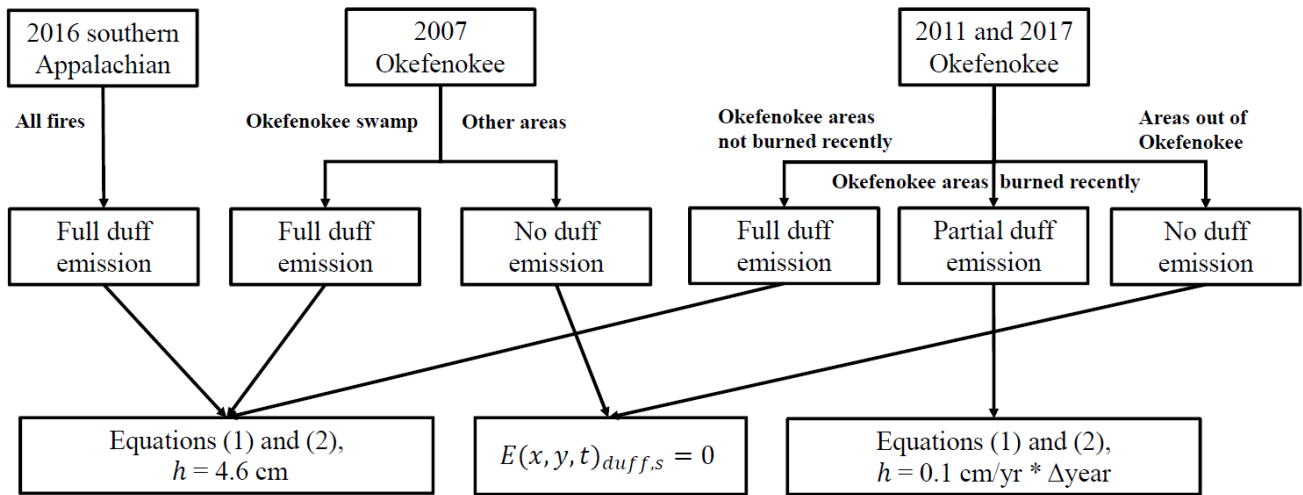 2016 southern
Appalachian
2007
Okefenokee
2011 and 2017
Okefenokee
All fires
Okefenokee swamp
Other areas
Okefenokee areas
not burned recently
Areas out of
Okefenokee
Okefenokee areas burned recently
Full duff
emission
Full duff
emission
No duff
emission
Full duff
emission
Partial duff
emission
No duff
emission
Equations (1) and (2),
h = 4.6 cm
E(x, y, t)duff,s = 0
Equations (1) and (2),
h = 0.1 cm/yr * Δyear